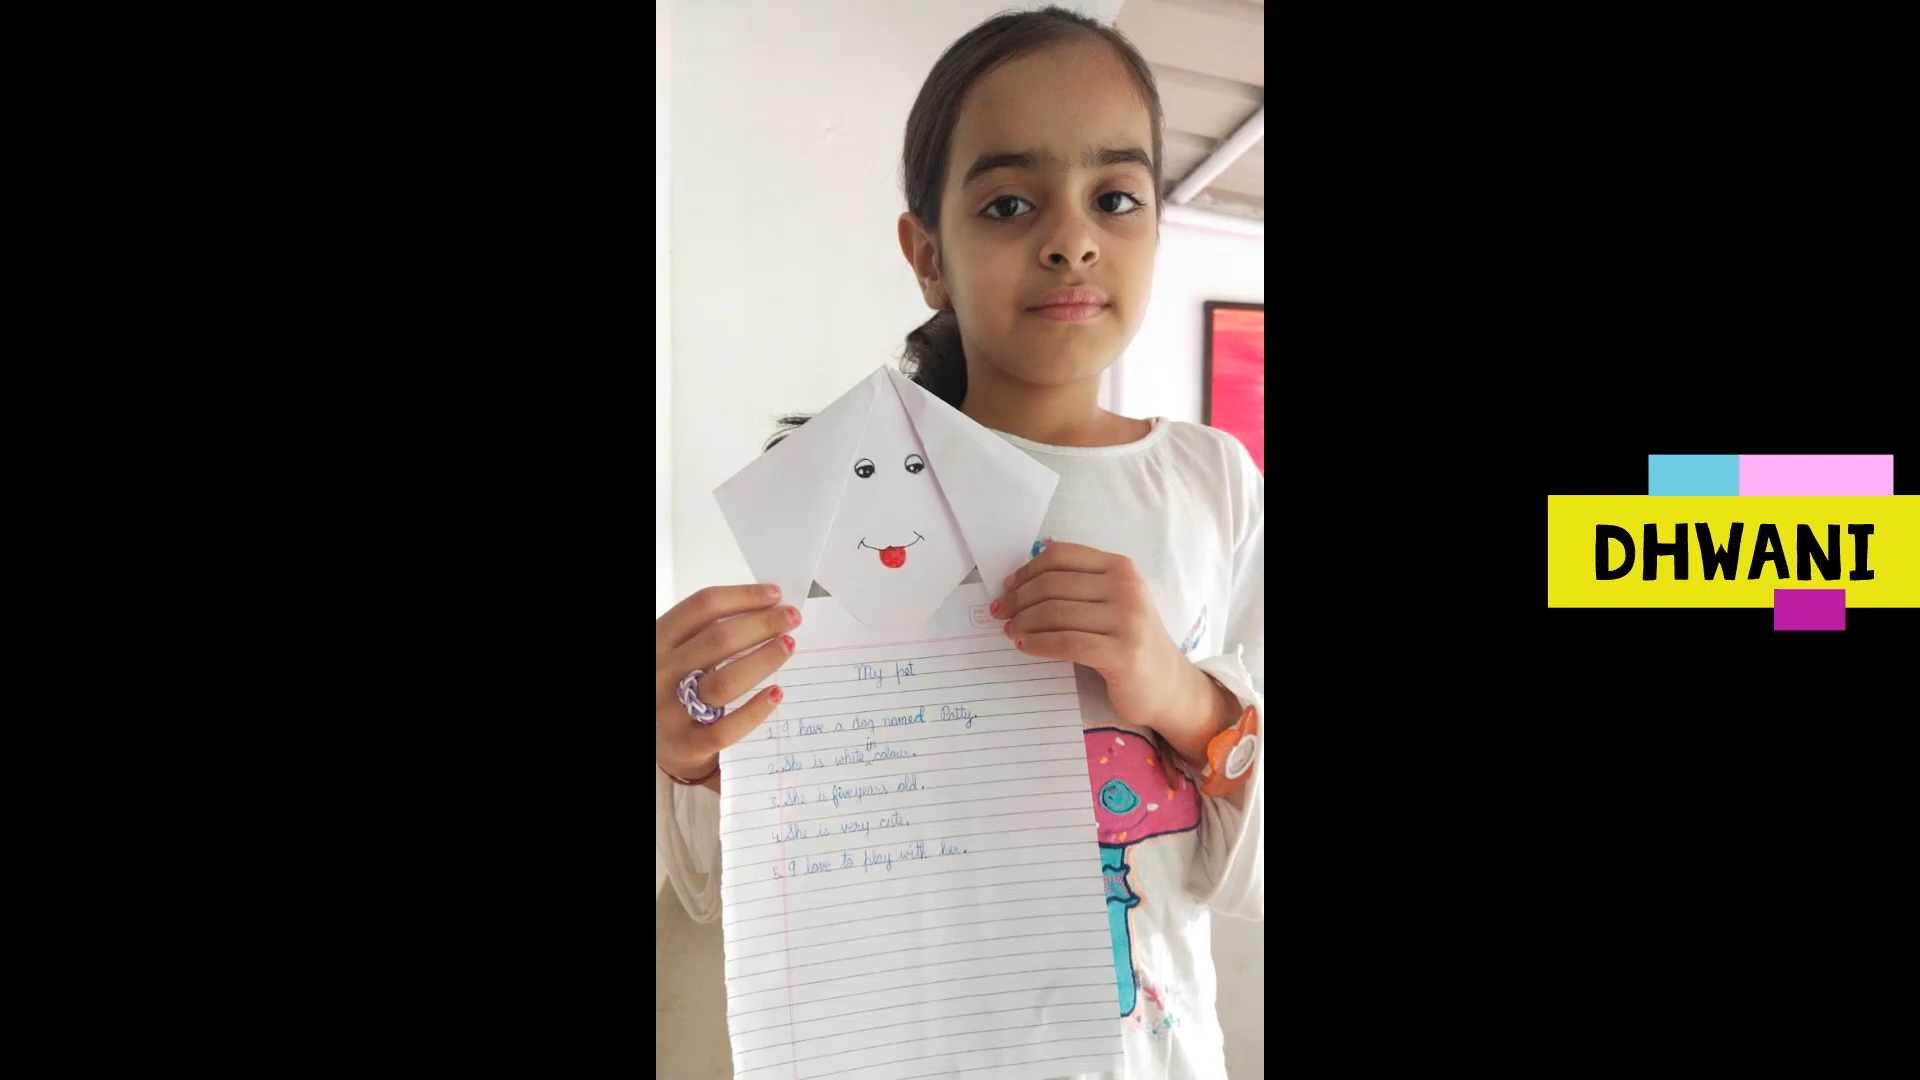 My pet
1. I have a dog named Patty.
2. She is white in colour.
3. She is five years old.
4. She is very cute.
5. I love to play with her.
DHWANI